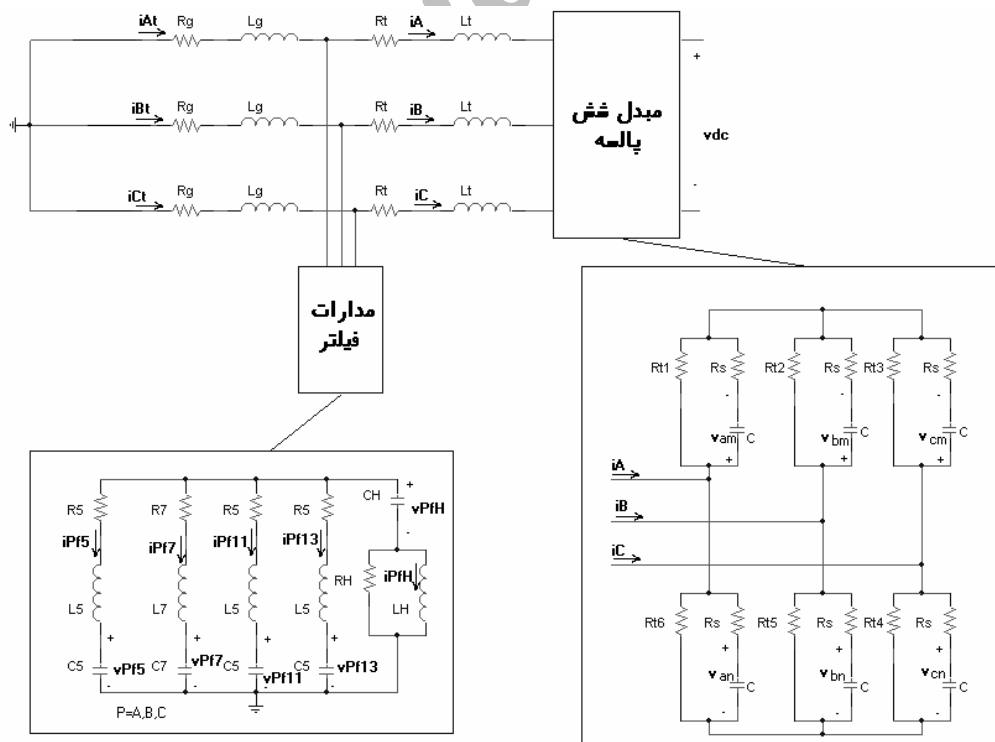 iAt Rg Lg Rt iA Lt
+
iBt Rg Lg Rt iB Lt
مبدل شش
پالسه
vdc
-
iCt Rg Lg Rt iC Lt
مدارات
فیلتر
R5 R7 R5 R5 CH + vPfH -
iPf5 iPf7 iPf11 iPf13
RH iPfH LH
L5 L7 L5 L5
+ + + +
C5 vPf5 C7 vPf7 C5 vPf11 C5 vPf13
- - - -
P=A,B,C
Rt1 Rs Rt2 Rs Rt3 Rs
- - -
vam C vbm C vcm C
+ + +
iA
iB
iC
Rt6 Rs Rt5 Rs Rt4 Rs
+ + +
van C vbn C vcn C
- - -